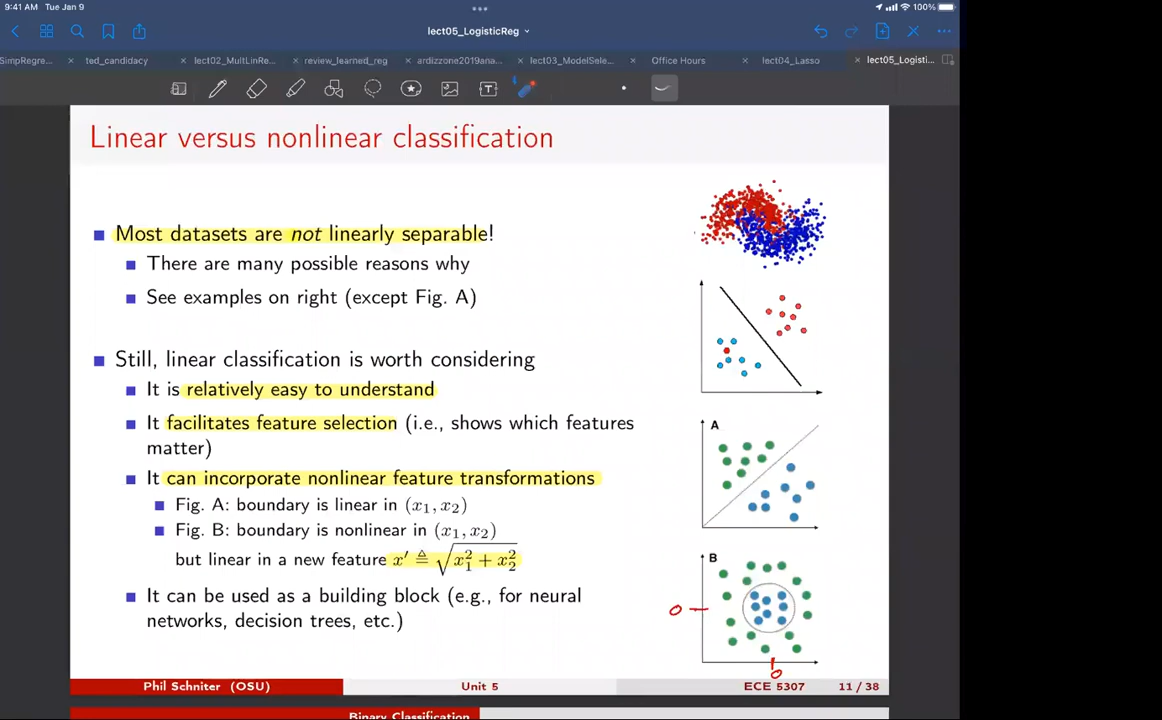 9:41 AM Tue Jan 9
100%
lect05_LogisticReg
SimpRegre...
ted_candidacy
lect02_MultLinRe...
review_learned_reg
ardizzone2019ana...
lect03_ModelSele...
Office Hours
lect04_Lasso
lect05_Logisti...
Linear versus nonlinear classification
Most datasets are not linearly separable!
There are many possible reasons why
See examples on right (except Fig. A)
Still, linear classification is worth considering
It is relatively easy to understand
It facilitates feature selection (i.e., shows which features
matter)
It can incorporate nonlinear feature transformations
Fig. A: boundary is linear in (x₁, x₂)
Fig. B: boundary is nonlinear in (x₁, x₂)
but linear in a new feature x′ ≜ √(x₁² + x₂²)
It can be used as a building block (e.g., for neural
networks, decision trees, etc.)
A
B
0
0
Phil Schniter (OSU)
Unit 5
ECE 5307
11 / 38
Binary Classification